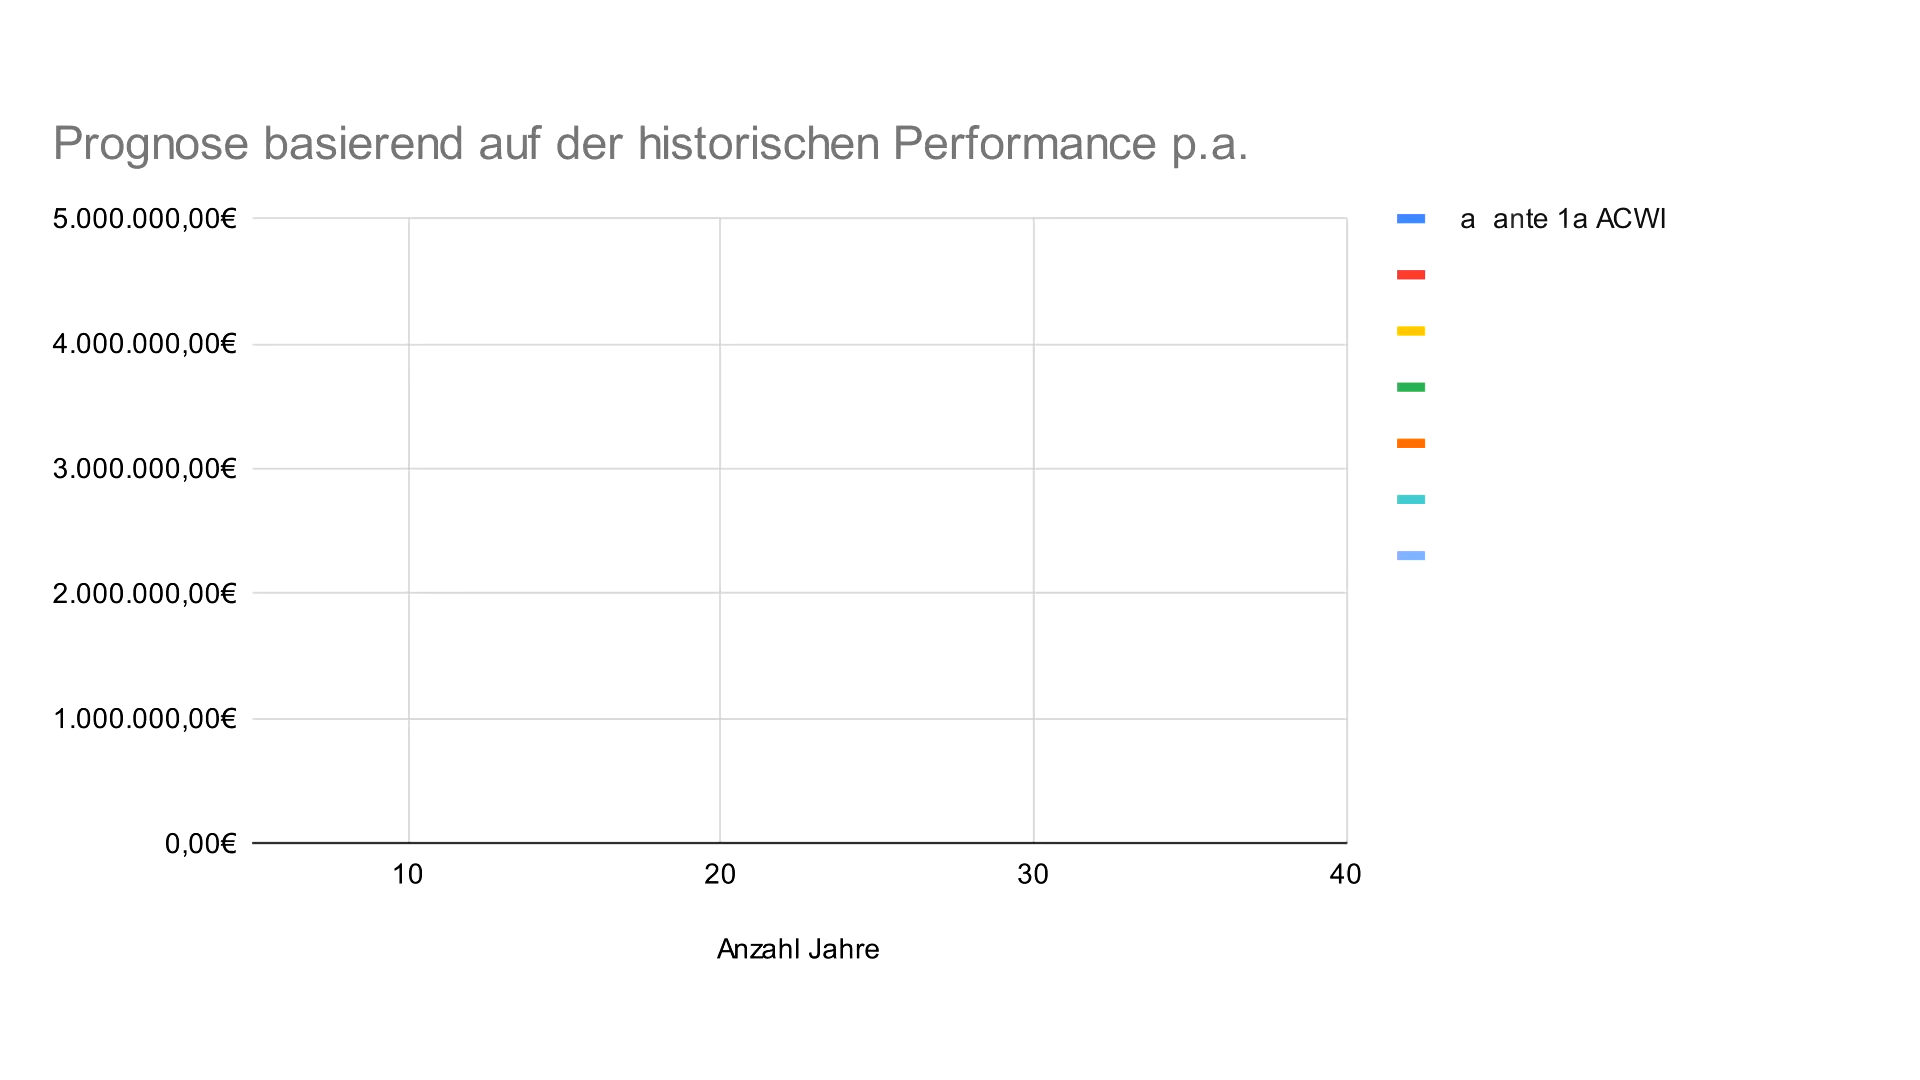 Prognose basierend auf der historischen Performance p.a.
5.000.000,00€
4.000.000,00€
3.000.000,00€
2.000.000,00€
1.000.000,00€
0,00€
10 20 30 40
Anzahl Jahre
a ante 1a ACWI